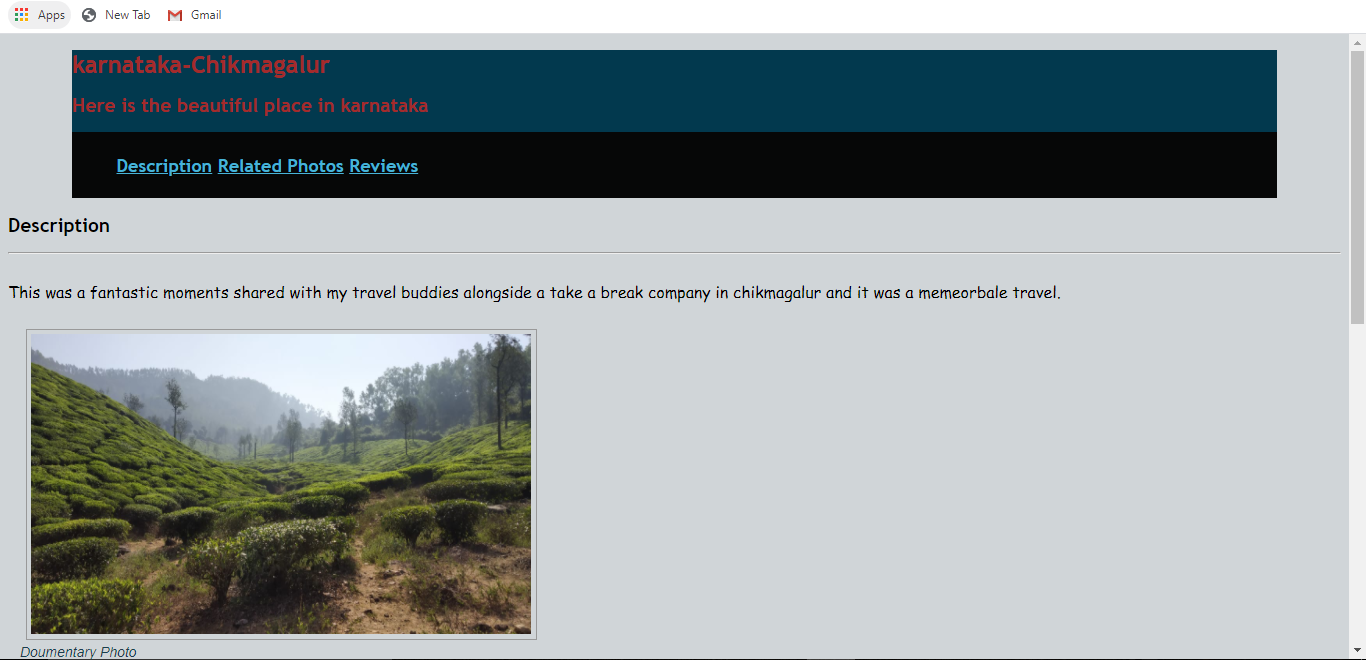 Apps New Tab Gmail
karnataka-Chikmagalur
Here is the beautiful place in karnataka
Description Related Photos Reviews
Description
This was a fantastic moments shared with my travel buddies alongside a take a break company in chikmagalur and it was a memeorbale travel.
Doumentary Photo